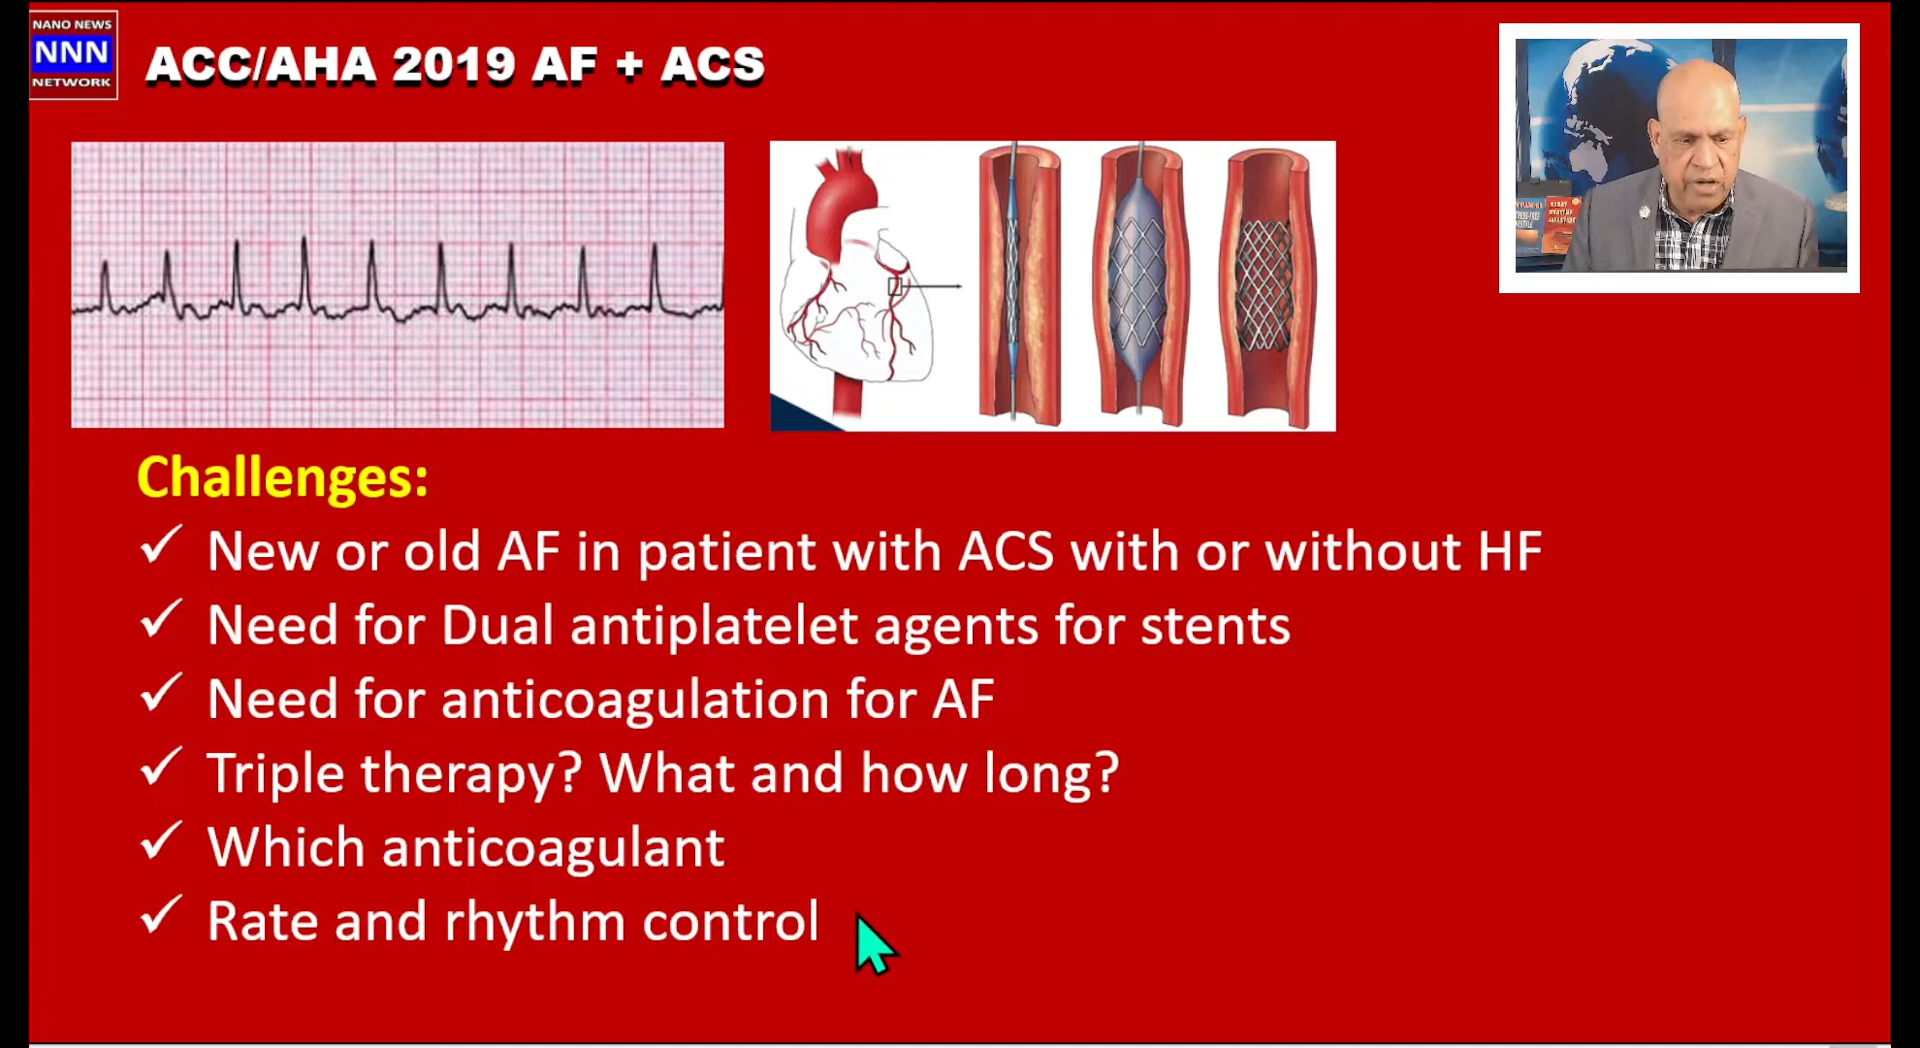 NANO NEWS
NNN
NETWORK
ACC/AHA 2019 AF + ACS
Challenges:
✓ New or old AF in patient with ACS with or without HF
✓ Need for Dual antiplatelet agents for stents
✓ Need for anticoagulation for AF
✓ Triple therapy? What and how long?
✓ Which anticoagulant
✓ Rate and rhythm control